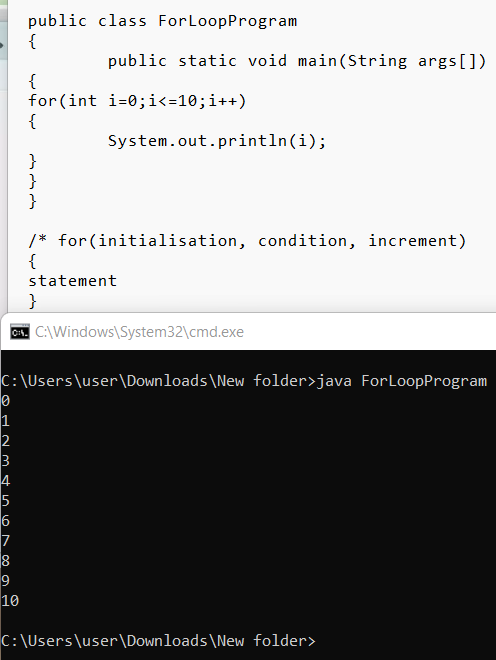 public class ForLoopProgram
{
public static void main(String args[])
{
for(int i=0;i<=10;i++)
{
System.out.println(i);
}
}
}
/* for(initialisation, condition, increment)
{
statement
}
C:\Windows\System32\cmd.exe
C:\Users\user\Downloads\New folder>java ForLoopProgram
0
1
2
3
4
5
6
7
8
9
10
C:\Users\user\Downloads\New folder>